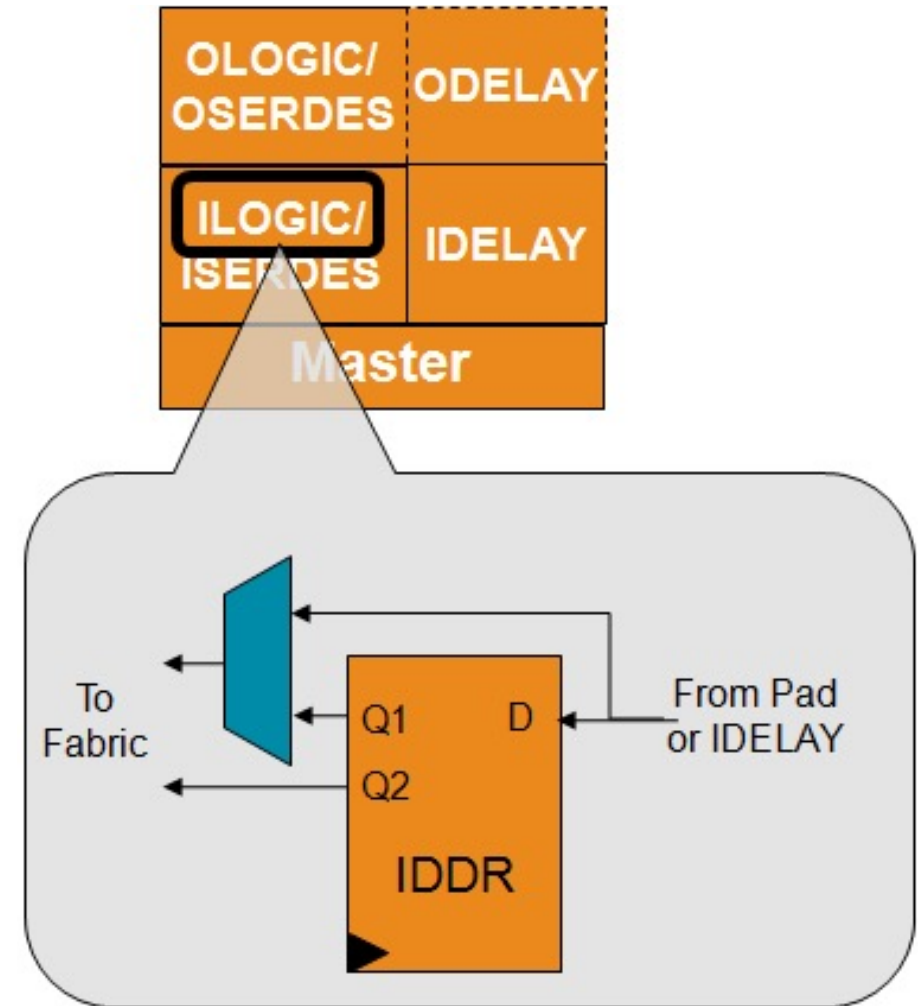 OLOGIC/
OSERDES
ODELAY
ILOGIC/
ISERDES
IDELAY
Master
To
Fabric
Q1
D
Q2
IDDR
From Pad
or IDELAY